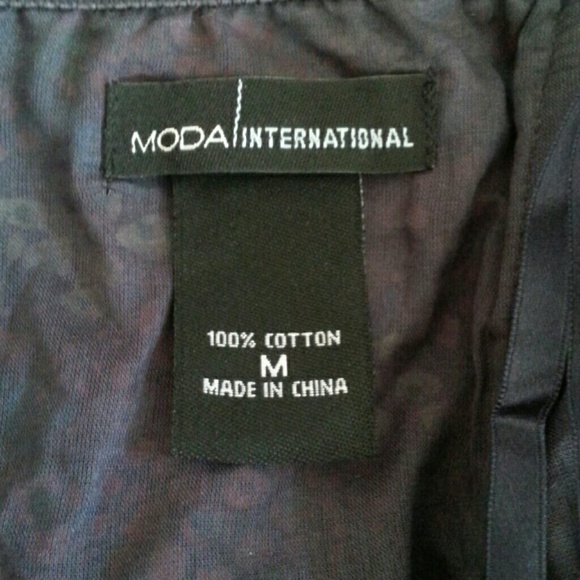 MODA INTERNATIONAL
100% COTTON
M
MADE IN CHINA